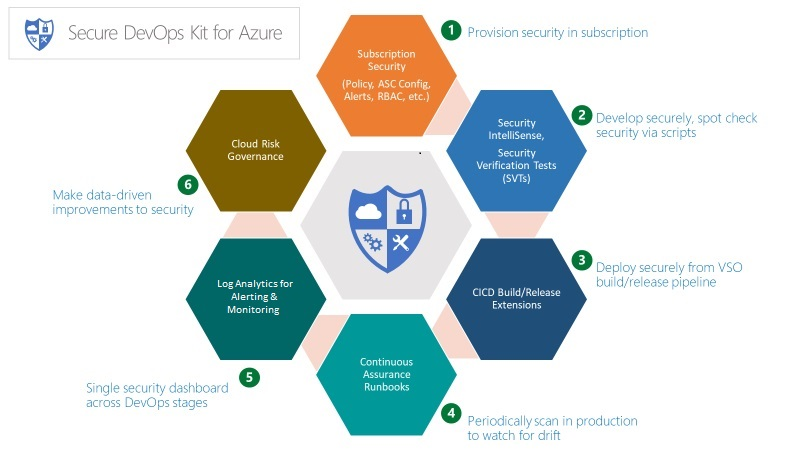 Secure DevOps Kit for Azure
Subscription
Security
(Policy, ASC Config,
Alerts, RBAC, etc.)
1
Provision security in subscription
Security
IntelliSense,
Security
Verification Tests
(SVTs)
2
Develop securely, spot check
security via scripts
CICD Build/Release
Extensions
3
Deploy securely from VSO
build/release pipeline
Continuous
Assurance
Runbooks
4
Periodically scan in production
to watch for drift
Log Analytics for
Alerting &
Monitoring
5
Single security dashboard
across DevOps stages
Cloud Risk
Governance
6
Make data-driven
improvements to security